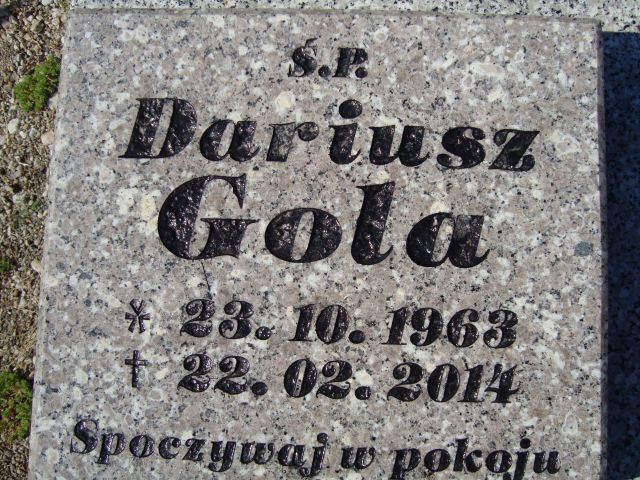 Ś.P.
Dariusz
Gola
23. 10. 1963
† 22. 02. 2014
Spoczywaj w pokoju